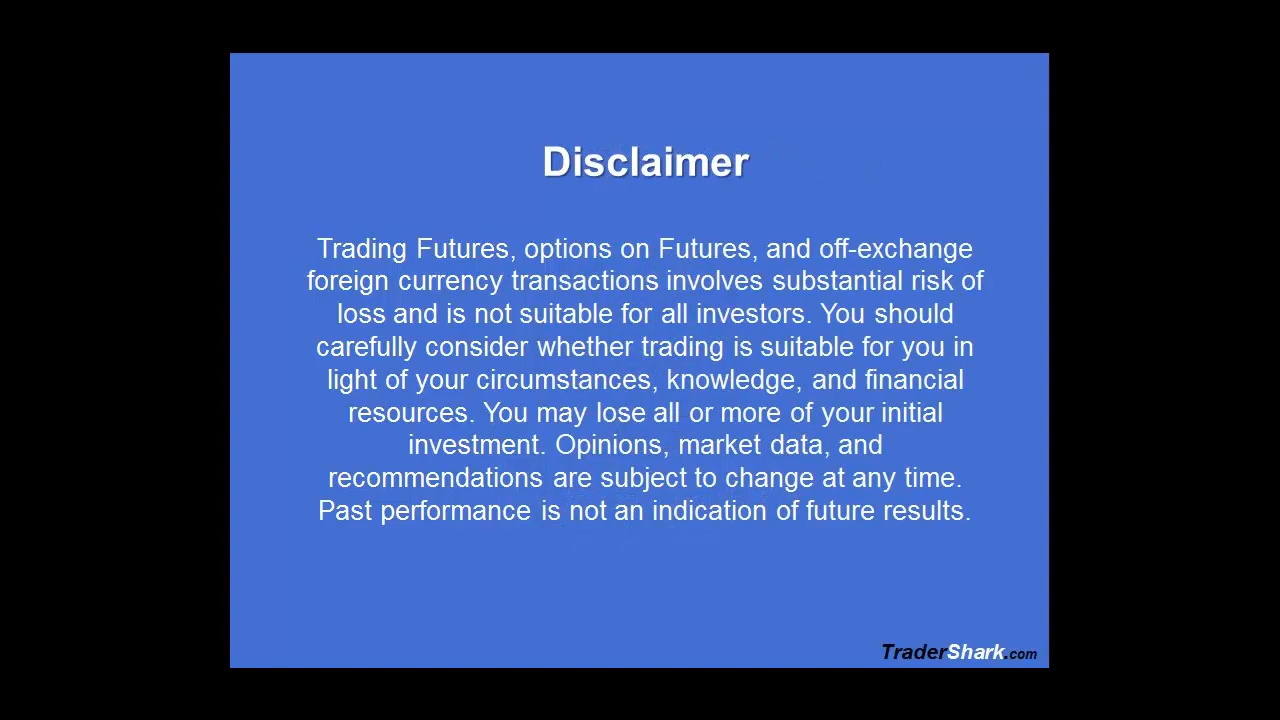 Disclaimer
Trading Futures, options on Futures, and off-exchange
foreign currency transactions involves substantial risk of
loss and is not suitable for all investors. You should
carefully consider whether trading is suitable for you in
light of your circumstances, knowledge, and financial
resources. You may lose all or more of your initial
investment. Opinions, market data, and
recommendations are subject to change at any time.
Past performance is not an indication of future results.
TraderShark.com